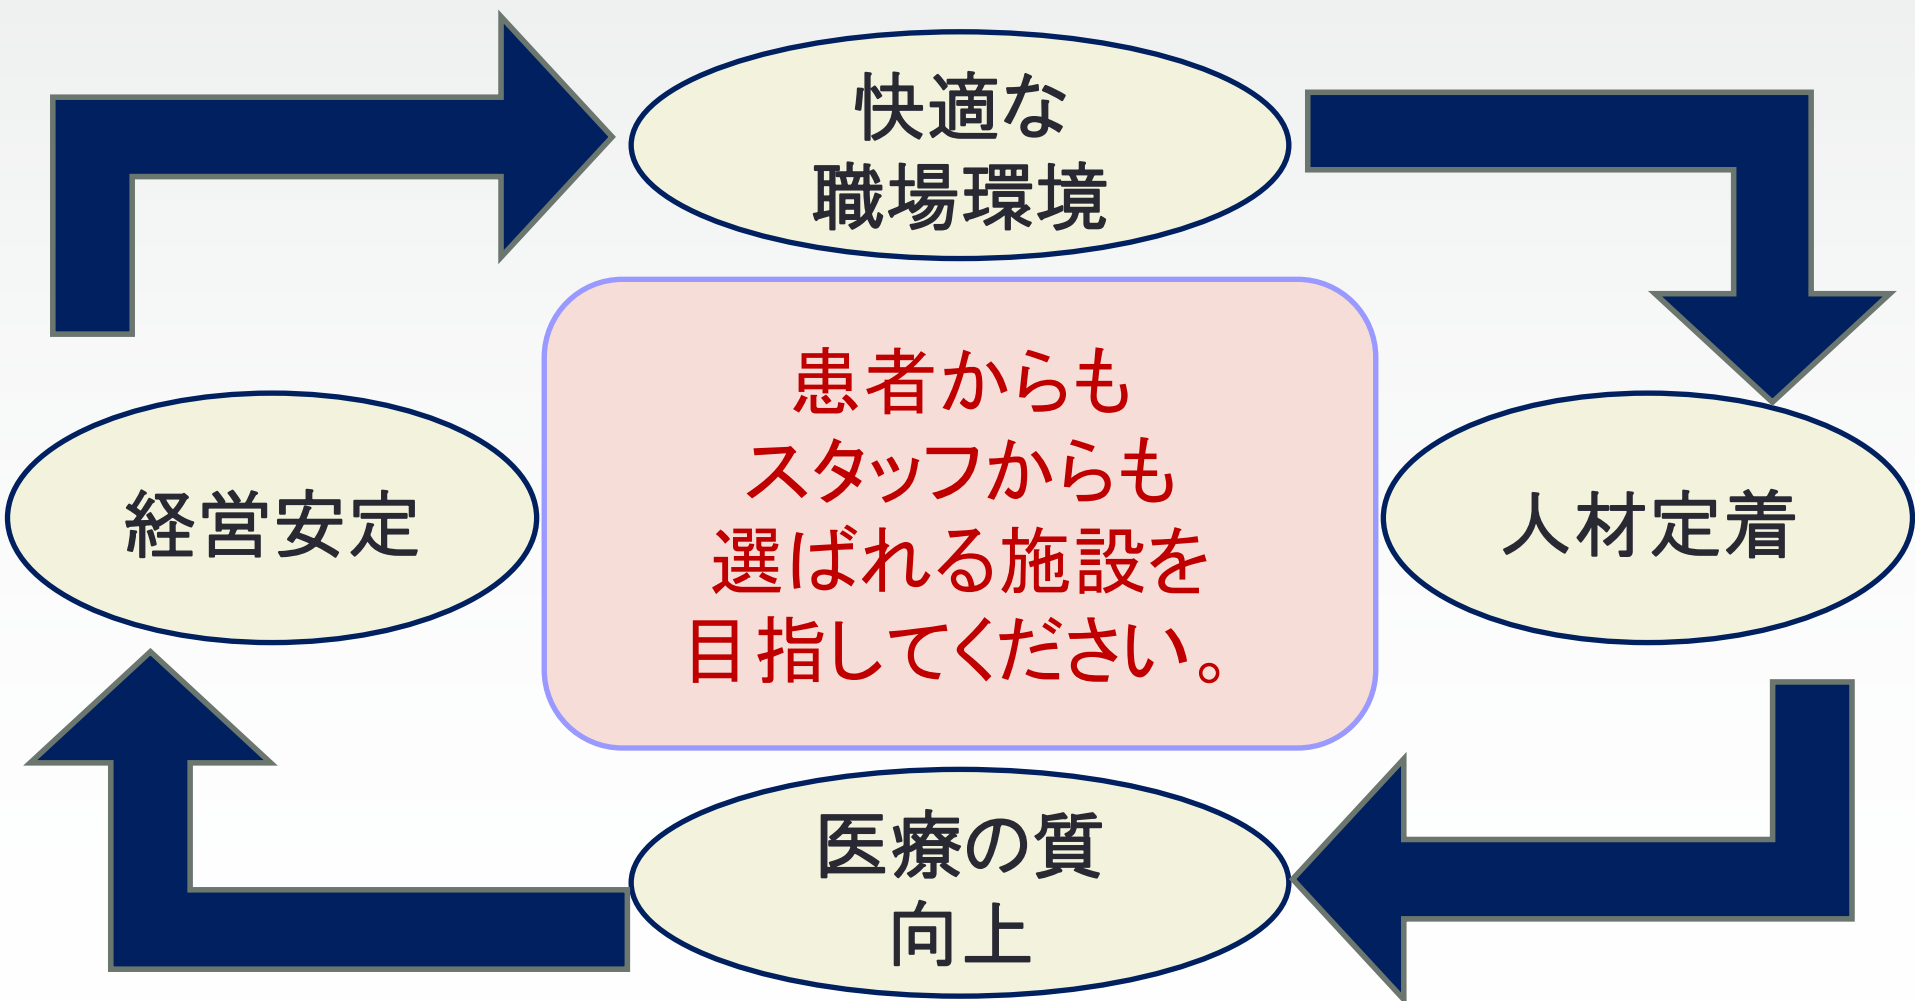 快適な
職場環境
患者からも
スタッフからも
選ばれる施設を
目指してください。
経営安定
人材定着
医療の質
向上